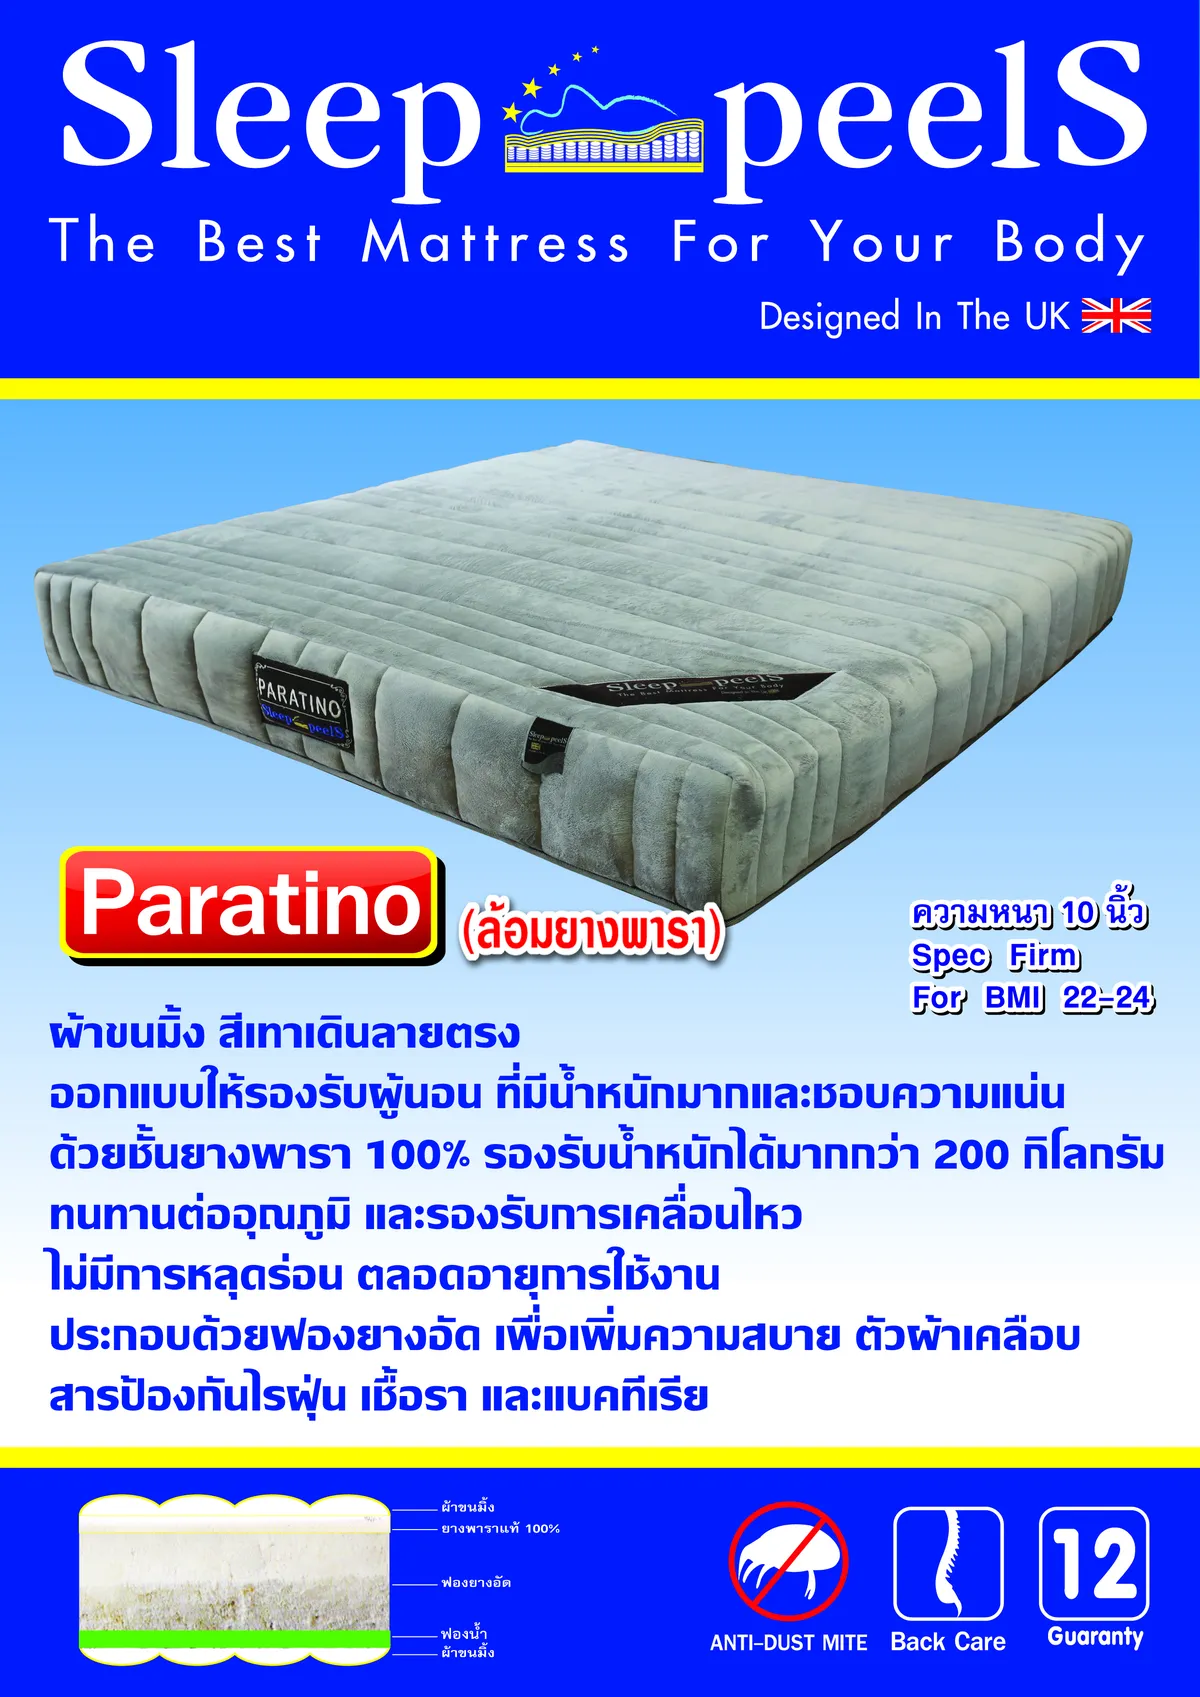 Sleep peelS
The Best Mattress For Your Body
Designed In The UK
PARATINO
Sleep peelS
Sleep peelS
The Best Mattress For Your Body
Sleep peelS
Paratino
(ล้อมยางพารา)
ความหนา 10 นิ้ว
Spec Firm
For BMI 22-24
ผ้าขนมิ้ง สีเทาเดินลายตรง
ออกแบบให้รองรับผู้นอน ที่มีน้ำหนักมากและชอบความแน่น
ด้วยชั้นยางพารา 100% รองรับน้ำหนักได้มากกว่า 200 กิโลกรัม
ทนทานต่ออุณภูมิ และรองรับการเคลื่อนไหว
ไม่มีการหลุดร่อน ตลอดอายุการใช้งาน
ประกอบด้วยฟองยางอัด เพื่อเพิ่มความสบาย ตัวผ้าเคลือบ
สารป้องกันไรฝุ่น เชื้อรา และแบคทีเรีย
ผ้าขนมิ้ง
ยางพาราแท้ 100%
ฟองยางอัด
ฟองน้ำ
ผ้าขนมิ้ง
ANTI-DUST MITE
Back Care
12
Guaranty